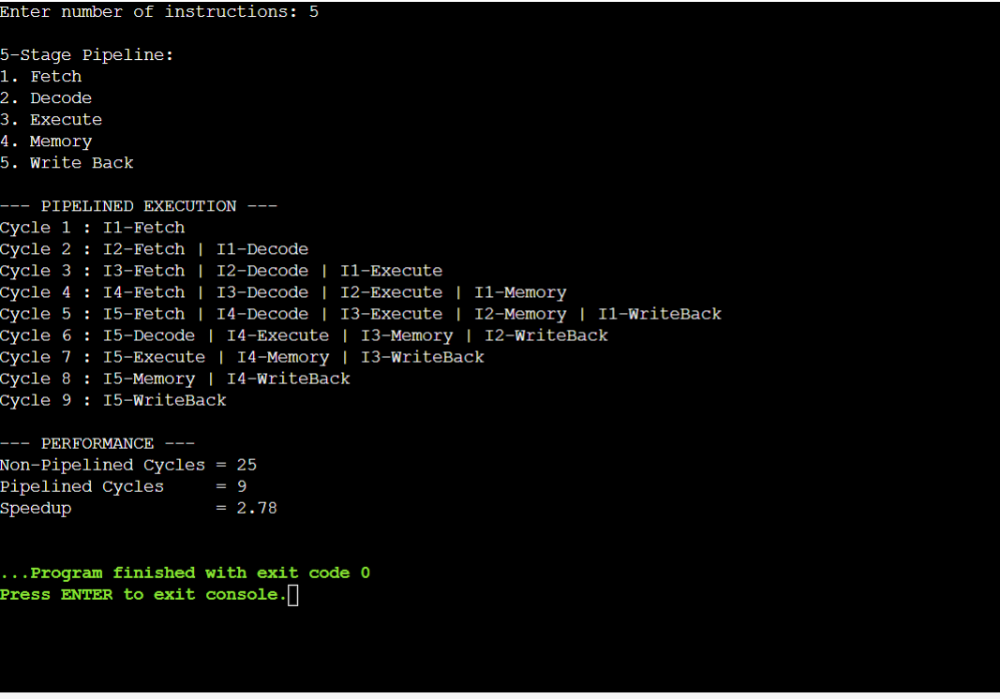 Enter number of instructions: 5
5-Stage Pipeline:
1. Fetch
2. Decode
3. Execute
4. Memory
5. Write Back
--- PIPELINED EXECUTION ---
Cycle 1 : I1-Fetch
Cycle 2 : I2-Fetch | I1-Decode
Cycle 3 : I3-Fetch | I2-Decode | I1-Execute
Cycle 4 : I4-Fetch | I3-Decode | I2-Execute | I1-Memory
Cycle 5 : I5-Fetch | I4-Decode | I3-Execute | I2-Memory | I1-WriteBack
Cycle 6 : I5-Decode | I4-Execute | I3-Memory | I2-WriteBack
Cycle 7 : I5-Execute | I4-Memory | I3-WriteBack
Cycle 8 : I5-Memory | I4-WriteBack
Cycle 9 : I5-WriteBack
--- PERFORMANCE ---
Non-Pipelined Cycles = 25
Pipelined Cycles     = 9
Speedup              = 2.78
...Program finished with exit code 0
Press ENTER to exit console.